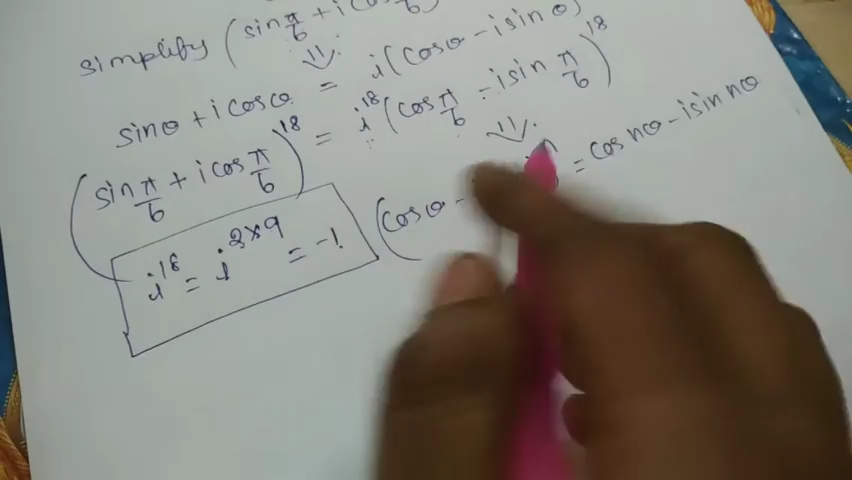 simplify (sin π/6 + i cos π/6)
sinθ + i cosθ = i(cosθ - i sinθ)
(sin π/6 + i cos π/6)^18 = i^18 (cos π/6 - i sin π/6)^18
(cosθ - = cos nθ - i sin nθ
i^18 = i^2×9 = -1